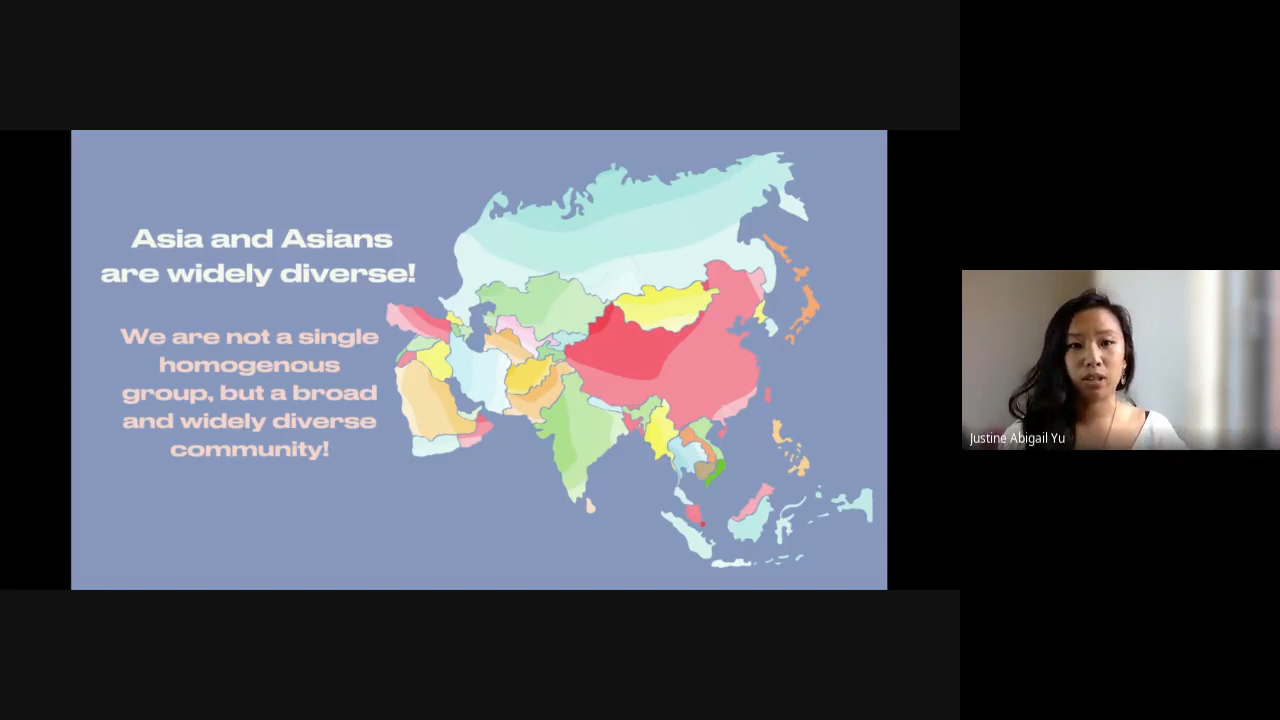 Asia and Asians
are widely diverse!
We are not a single
homogenous
group, but a broad
and widely diverse
community!
Justine Abigail Yu